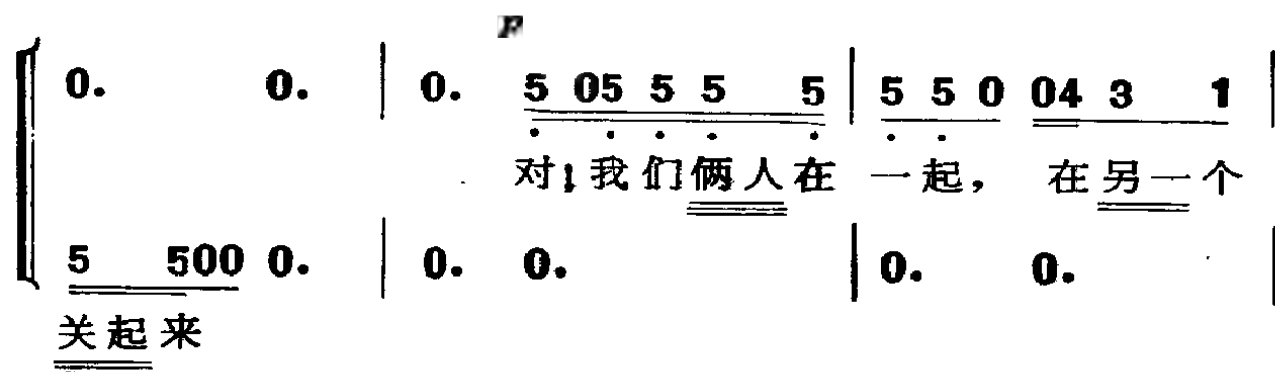 P
0. 0. | 0. 5 05 5 5 5 | 5 5 0 04 3 1 |
对!我们俩人在 一起, 在另一个
5 500 0. | 0. 0. | 0. 0. |
关起来